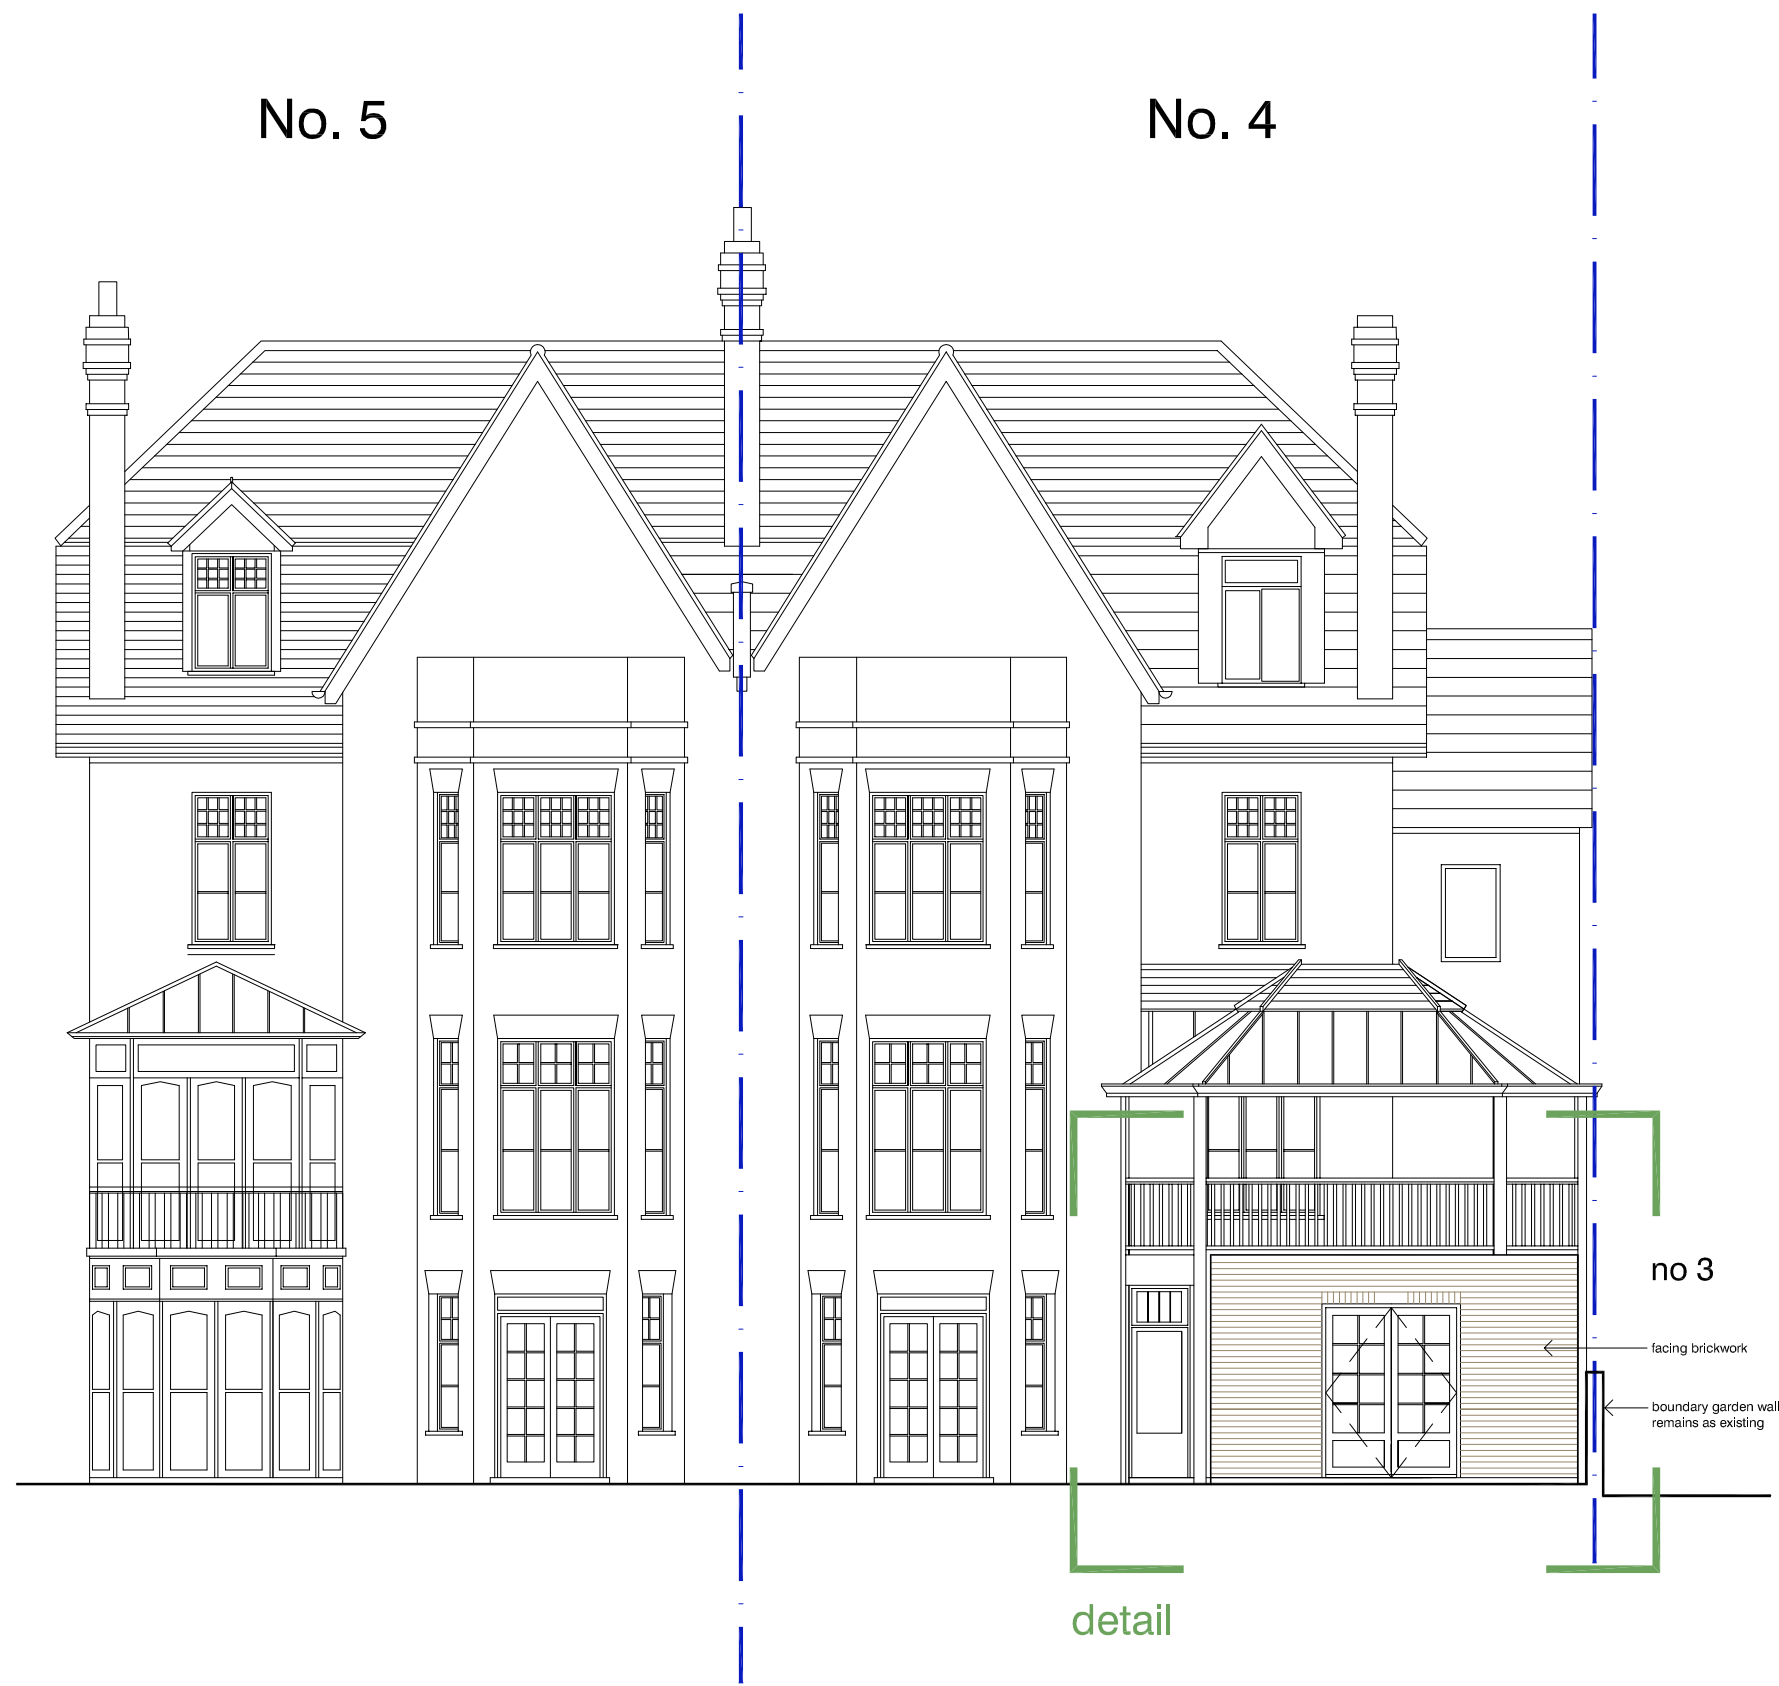 No. 5
No. 4
no 3
facing brickwork
boundary garden wall
remains as existing
detail